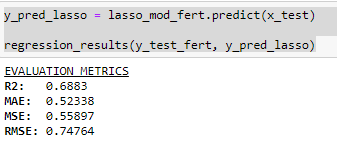 y_pred_lasso = lasso_mod_fert.predict(x_test)
regression_results(y_test_fert, y_pred_lasso)
EVALUATION METRICS
R2: 0.6883
MAE: 0.52338
MSE: 0.55897
RMSE: 0.74764